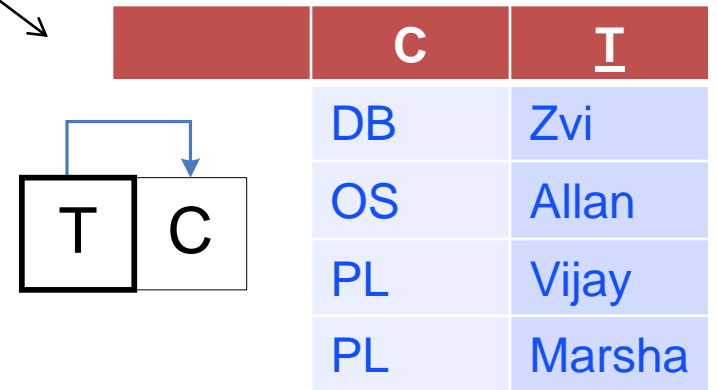 C T
DB Zvi
OS Allan
PL Vijay
PL Marsha
T C